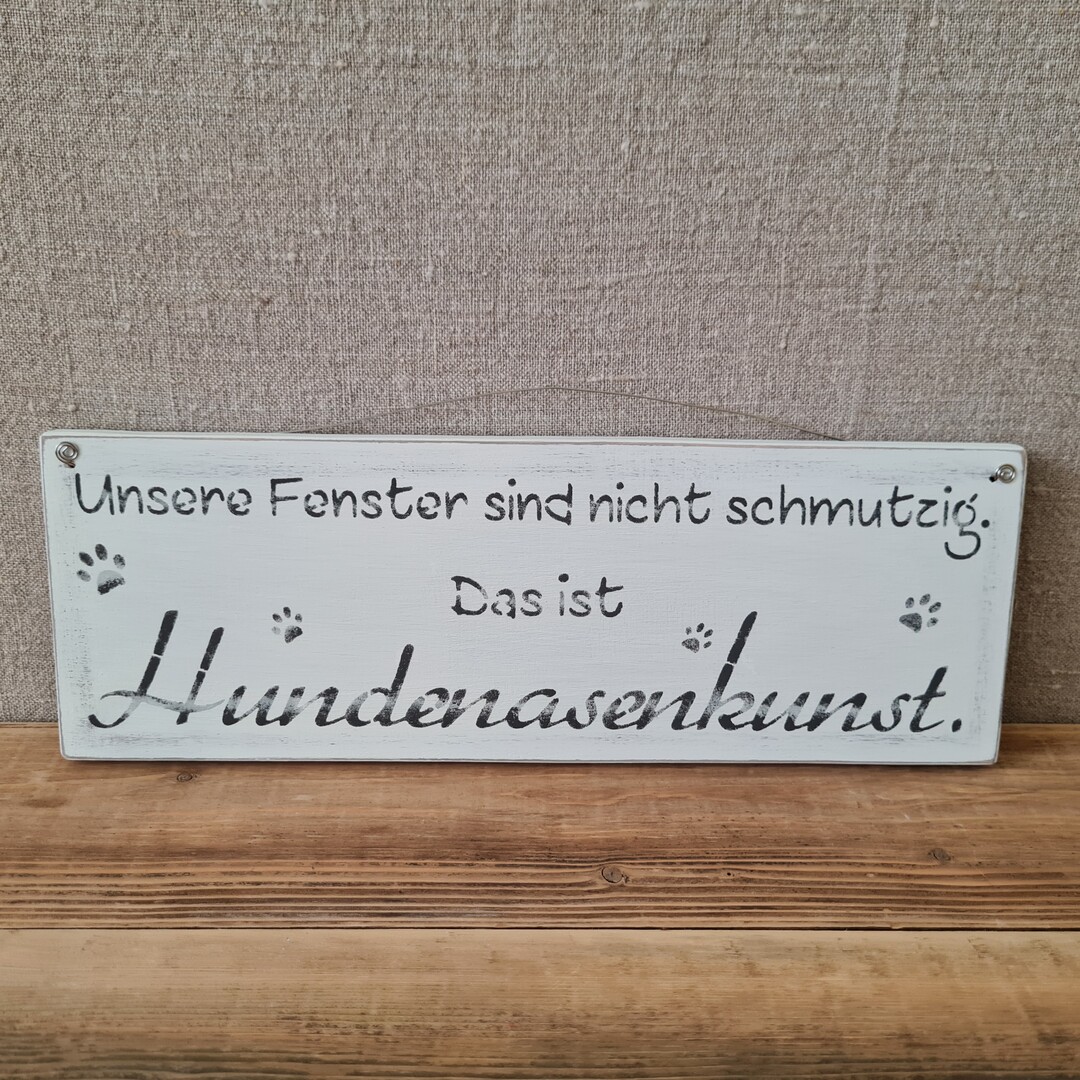 Unsere Fenster sind nicht schmutzig.
Das ist
Hundenasenkunst.